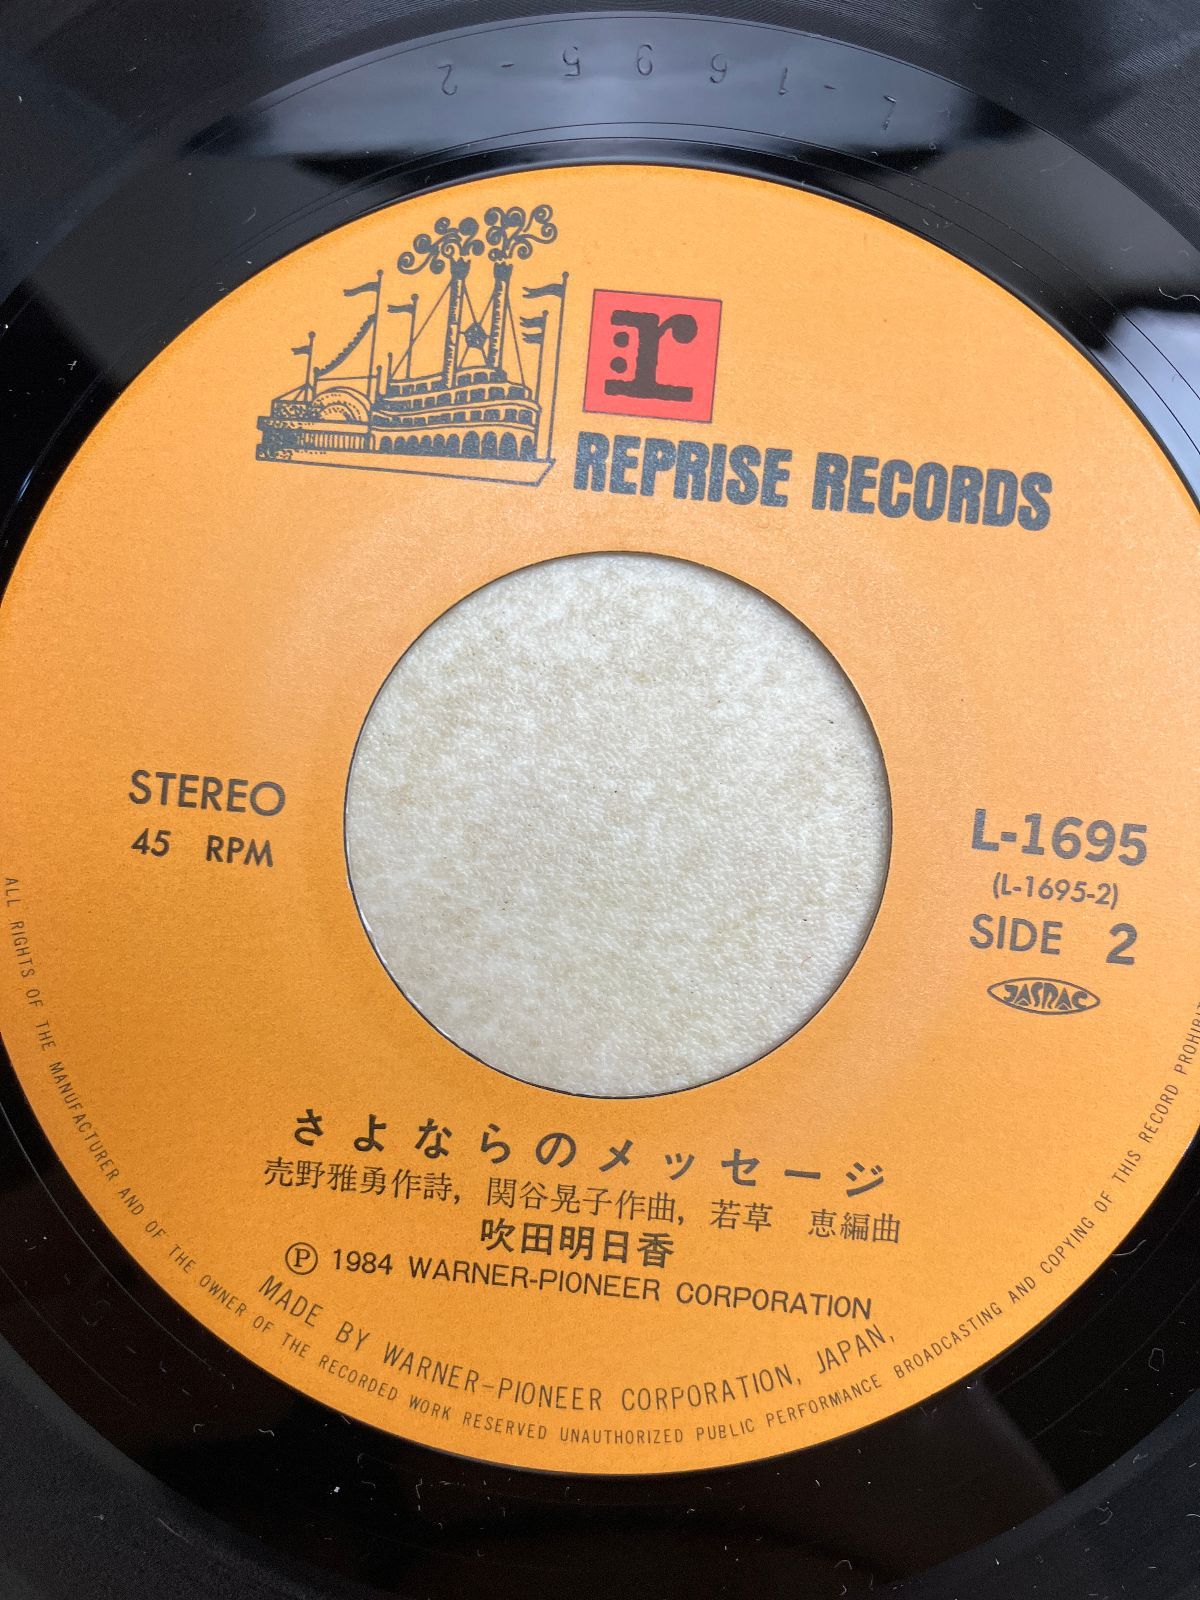 L-1695-2
r
REPRISE RECORDS
STEREO
45 RPM
L-1695
(L-1695-2)
SIDE 2
JASRAC
さよならのメッセージ
売野雅勇作詩, 関谷晃子作曲, 若草 恵編曲
吹田明日香
Ⓟ 1984 WARNER-PIONEER CORPORATION
MADE BY WARNER-PIONEER CORPORATION, JAPAN,
ALL RIGHTS OF THE MANUFACTURER AND OF THE OWNER OF THE RECORDED WORK RESERVED UNAUTHORIZED PUBLIC PERFORMANCE BROADCASTING AND COPYING OF THIS RECORD